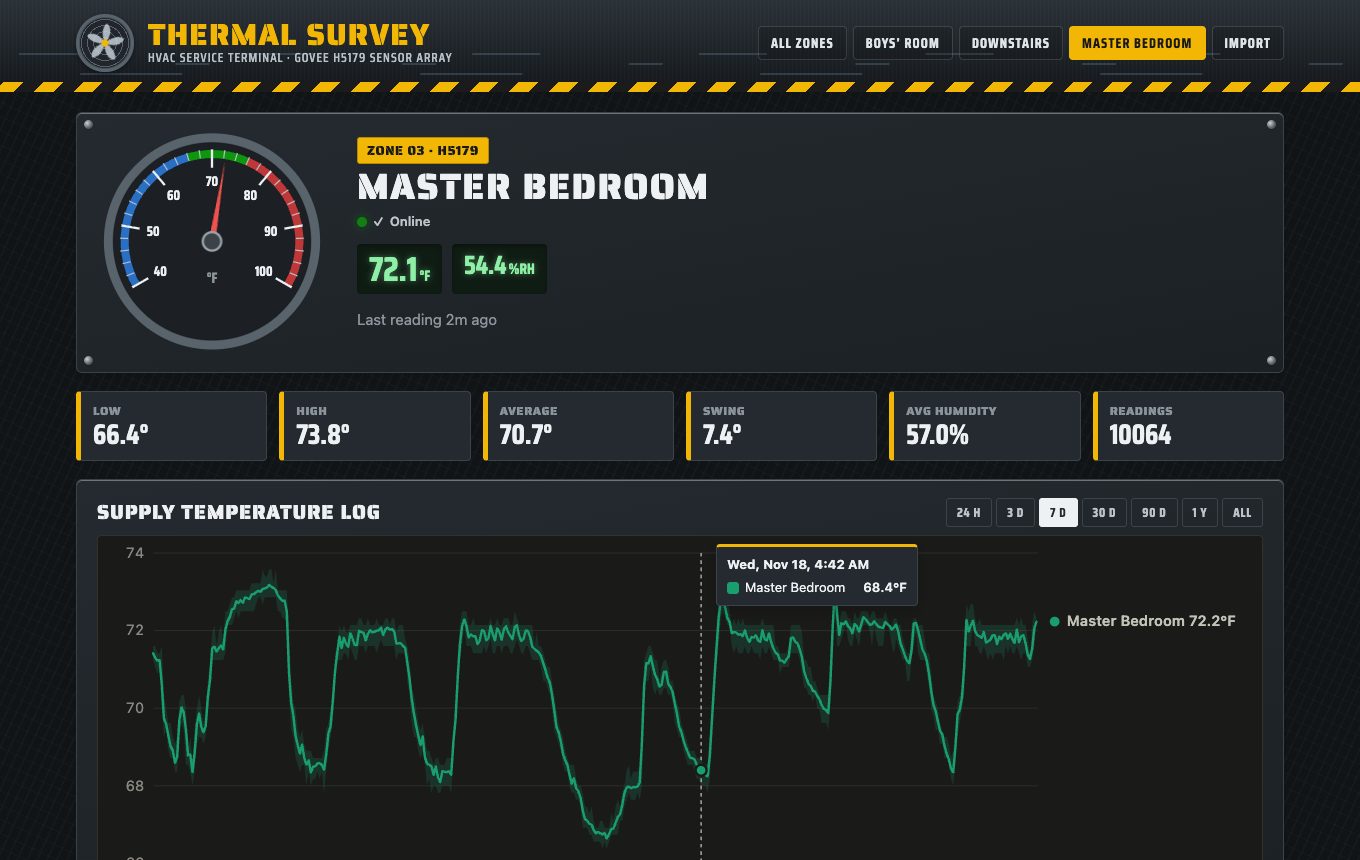 THERMAL SURVEY
HVAC SERVICE TERMINAL · GOVEE H5179 SENSOR ARRAY
ALL ZONES
BOYS' ROOM
DOWNSTAIRS
MASTER BEDROOM
IMPORT
40
50
60
70
80
90
100
°F
ZONE 03 · H5179
MASTER BEDROOM
✓ Online
72.1°F
54.4%RH
Last reading 2m ago
LOW
66.4°
HIGH
73.8°
AVERAGE
70.7°
SWING
7.4°
AVG HUMIDITY
57.0%
READINGS
10064
SUPPLY TEMPERATURE LOG
24 H
3 D
7 D
30 D
90 D
1 Y
ALL
74
72
70
68
Wed, Nov 18, 4:42 AM
Master Bedroom 68.4°F
Master Bedroom 72.2°F